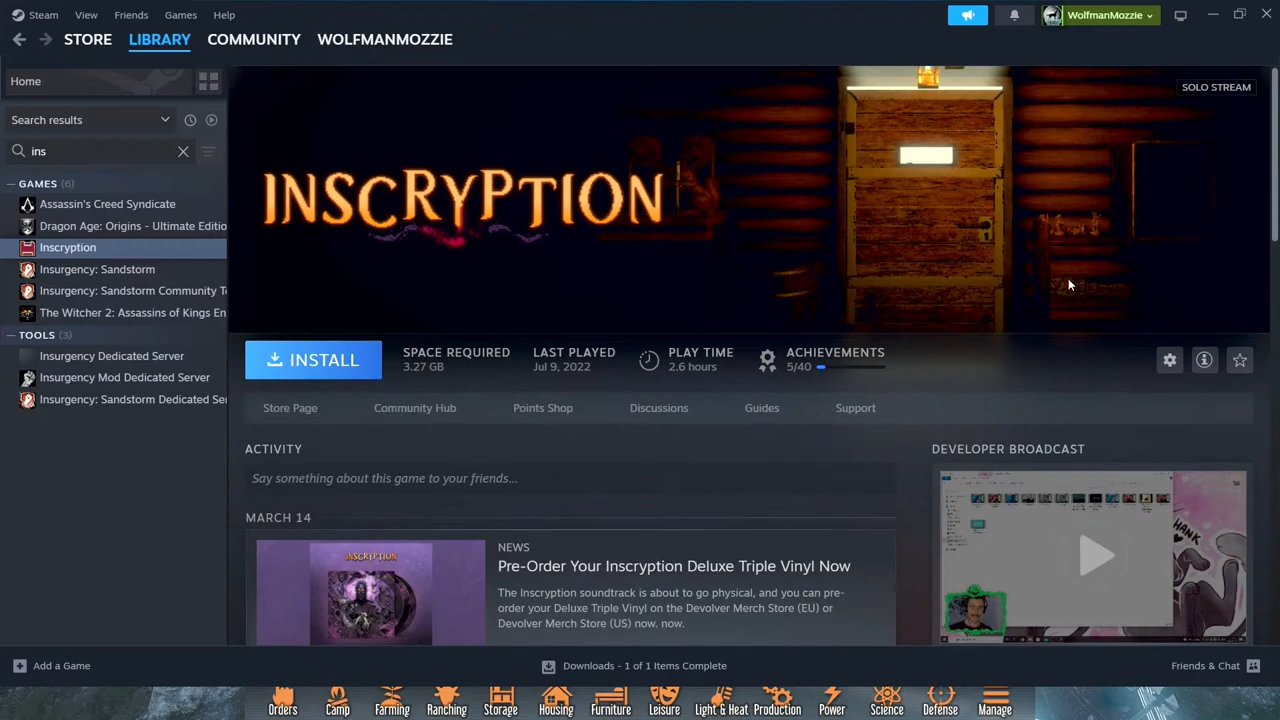 Steam View Friends Games Help
WolfmanMozzie
STORE LIBRARY COMMUNITY WOLFMANMOZZIE
Home
SOLO STREAM
Search results
ins
INSCRYPTION
GAMES (6)
Assassin's Creed Syndicate
Dragon Age: Origins - Ultimate Editio
Inscryption
Insurgency: Sandstorm
Insurgency: Sandstorm Community Te
The Witcher 2: Assassins of Kings En
TOOLS (3)
Insurgency Dedicated Server
Insurgency Mod Dedicated Server
Insurgency: Sandstorm Dedicated Ser
INSTALL
SPACE REQUIRED
3.27 GB
LAST PLAYED
Jul 9, 2022
PLAY TIME
2.6 hours
ACHIEVEMENTS
5/40
Store Page Community Hub Points Shop Discussions Guides Support
ACTIVITY
DEVELOPER BROADCAST
Say something about this game to your friends...
MARCH 14
INSCRYPTION
NEWS
Pre-Order Your Inscryption Deluxe Triple Vinyl Now
The Inscryption soundtrack is about to go physical, and you can pre-
order your Deluxe Triple Vinyl on the Devolver Merch Store (EU) or
Devolver Merch Store (US) now. now.
THANK
Add a Game
Downloads - 1 of 1 Items Complete
Friends & Chat
Orders Camp Farming Ranching Storage Housing Furniture Leisure Light & Heat Production Power Science Defense Manage